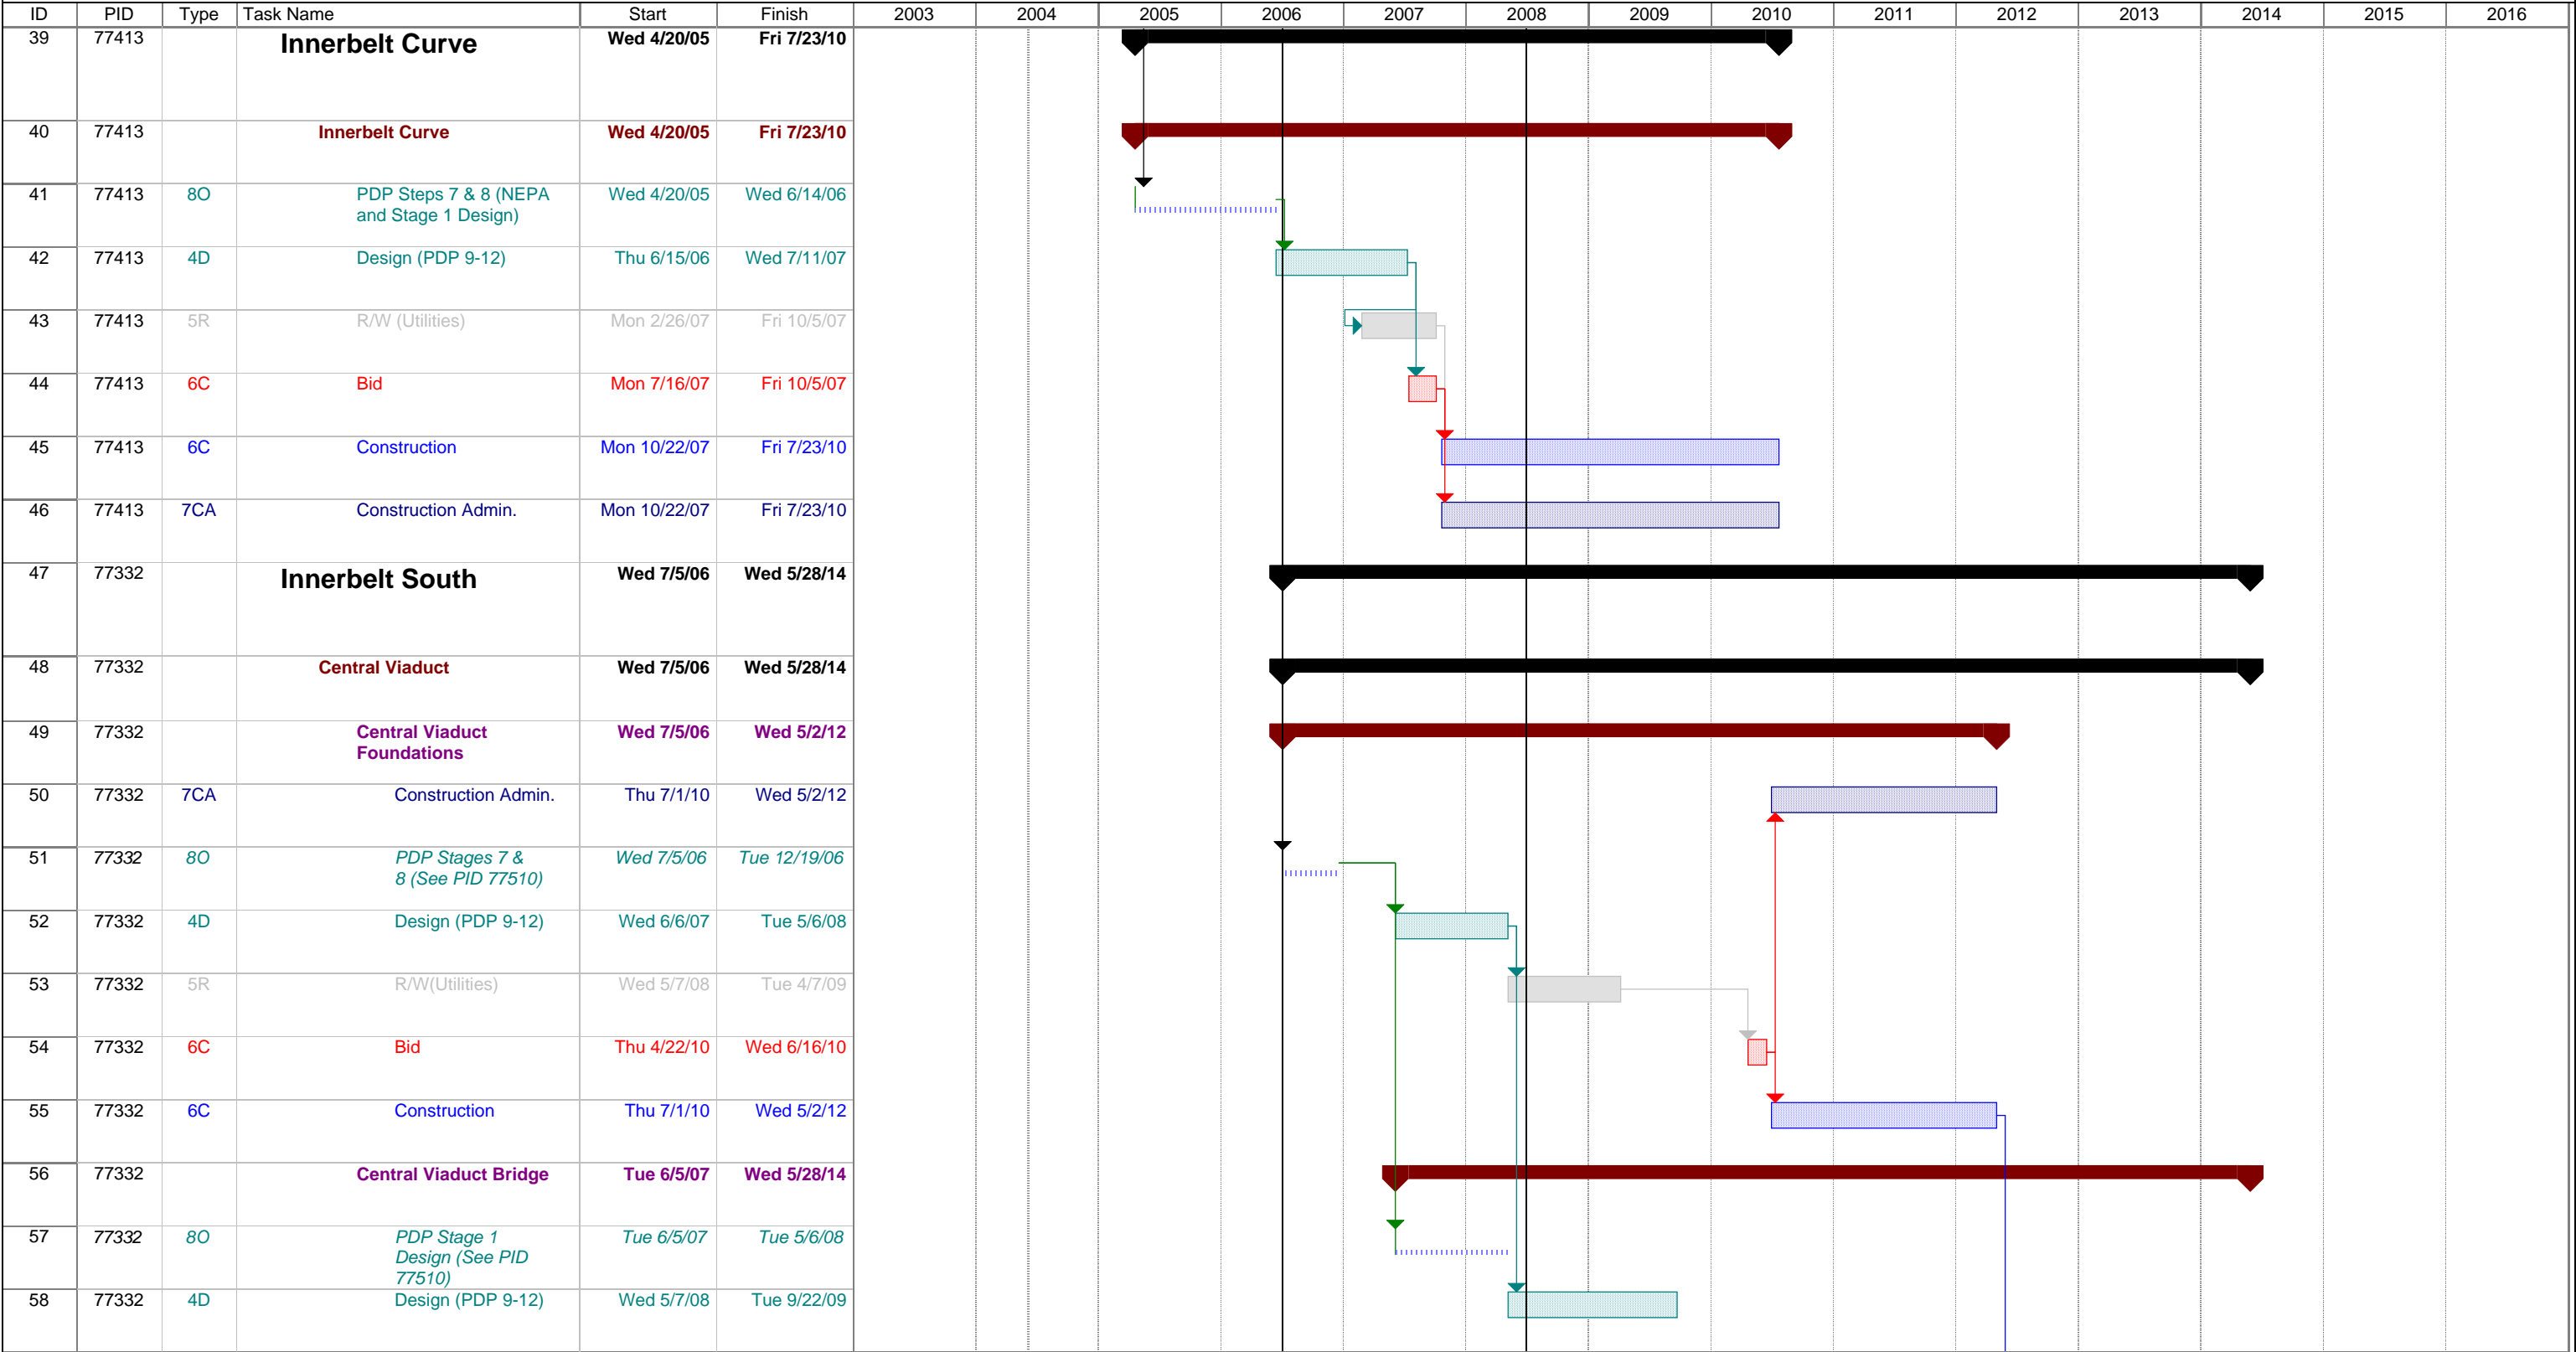 ID PID Type Task Name Start Finish 2003 2004 2005 2006 2007 2008 2009 2010 2011 2012 2013 2014 2015 2016
39 77413 Innerbelt Curve Wed 4/20/05 Fri 7/23/10
40 77413 Innerbelt Curve Wed 4/20/05 Fri 7/23/10
41 77413 8O PDP Steps 7 & 8 (NEPA Wed 4/20/05 Wed 6/14/06
and Stage 1 Design)
42 77413 4D Design (PDP 9-12) Thu 6/15/06 Wed 7/11/07
43 77413 5R R/W (Utilities) Mon 2/26/07 Fri 10/5/07
44 77413 6C Bid Mon 7/16/07 Fri 10/5/07
45 77413 6C Construction Mon 10/22/07 Fri 7/23/10
46 77413 7CA Construction Admin. Mon 10/22/07 Fri 7/23/10
47 77332 Innerbelt South Wed 7/5/06 Wed 5/28/14
48 77332 Central Viaduct Wed 7/5/06 Wed 5/28/14
49 77332 Central Viaduct Wed 7/5/06 Wed 5/2/12
Foundations
50 77332 7CA Construction Admin. Thu 7/1/10 Wed 5/2/12
51 77332 8O PDP Stages 7 & Wed 7/5/06 Tue 12/19/06
8 (See PID 77510)
52 77332 4D Design (PDP 9-12) Wed 6/6/07 Tue 5/6/08
53 77332 5R R/W(Utilities) Wed 5/7/08 Tue 4/7/09
54 77332 6C Bid Thu 4/22/10 Wed 6/16/10
55 77332 6C Construction Thu 7/1/10 Wed 5/2/12
56 77332 Central Viaduct Bridge Tue 6/5/07 Wed 5/28/14
57 77332 8O PDP Stage 1 Tue 6/5/07 Tue 5/6/08
Design (See PID
77510)
58 77332 4D Design (PDP 9-12) Wed 5/7/08 Tue 9/22/09